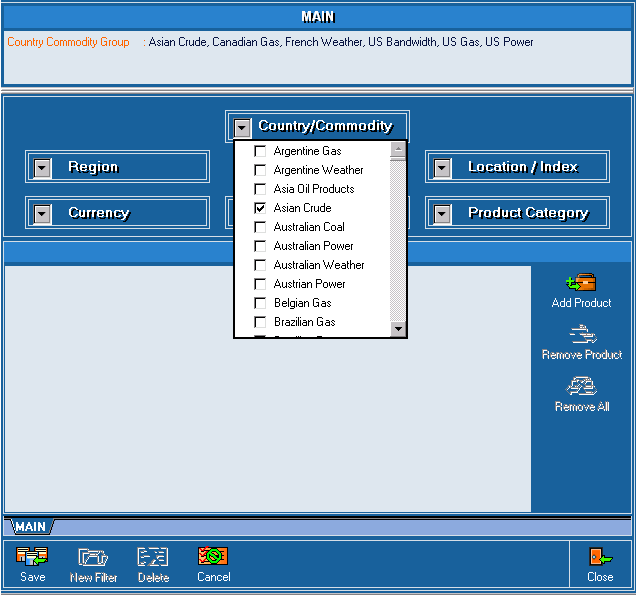 MAIN
Country Commodity Group : Asian Crude, Canadian Gas, French Weather, US Bandwidth, US Gas, US Power
Country/Commodity
Region
Location / Index
Currency
Product Category
Argentine Gas
Argentine Weather
Asia Oil Products
Asian Crude
Australian Coal
Australian Power
Australian Weather
Austrian Power
Belgian Gas
Brazilian Gas
Add Product
Remove Product
Remove All
MAIN
Save
New Filter
Delete
Cancel
Close